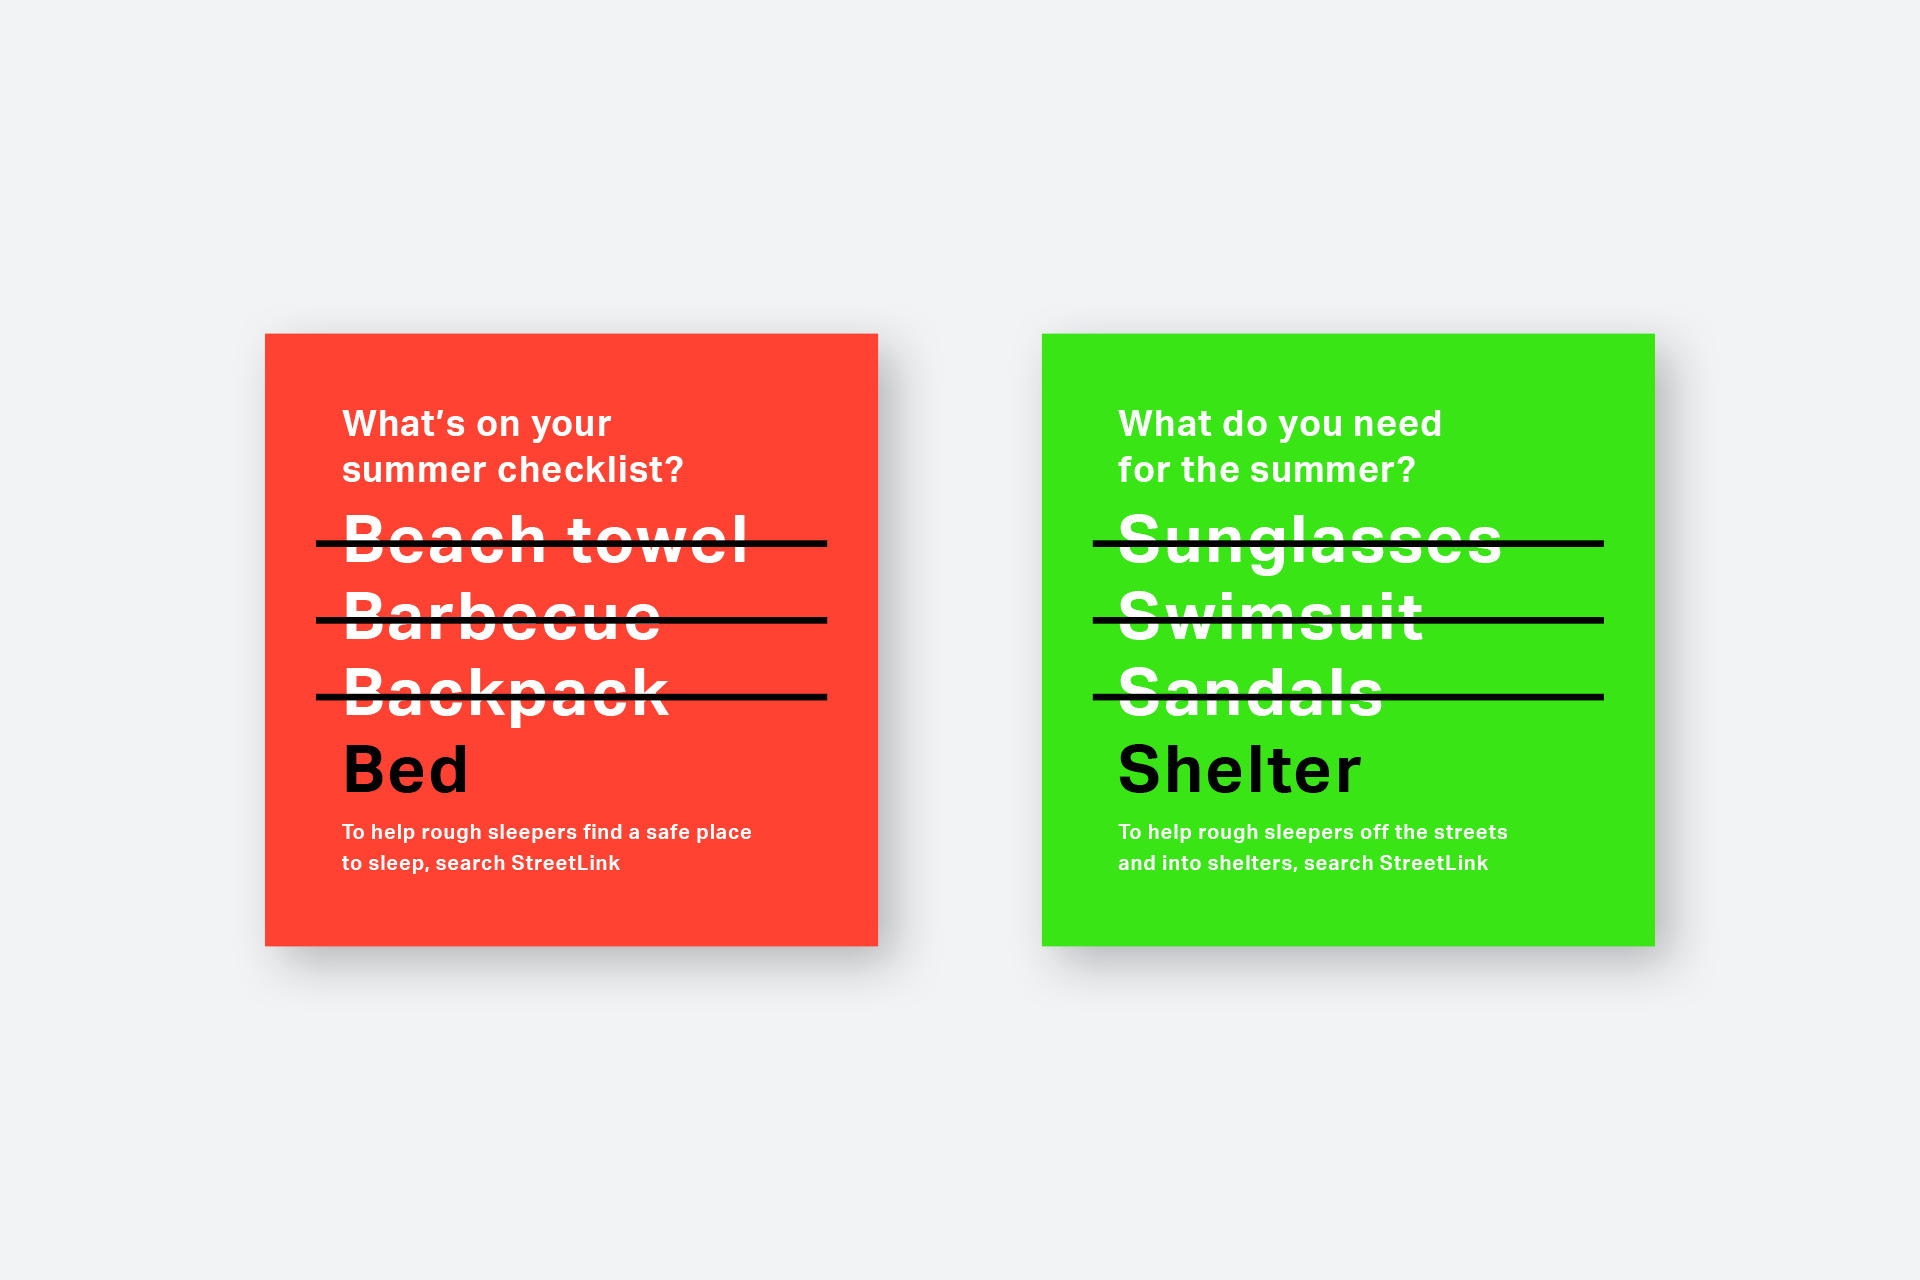 What's on your
summer checklist?
Beach towel
Barbecue
Backpack
Bed
To help rough sleepers find a safe place
to sleep, search StreetLink
What do you need
for the summer?
Sunglasses
Swimsuit
Sandals
Shelter
To help rough sleepers off the streets
and into shelters, search StreetLink